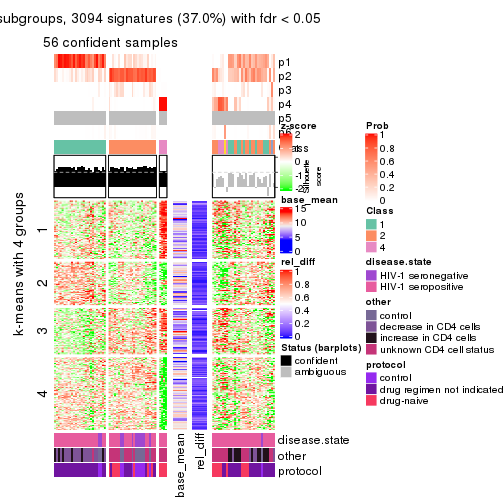 subgroups, 3094 signatures (37.0%) with fdr < 0.05
56 confident samples
p1
p2
p3
p4
p5
k-means with 4 groups
1
2
3
4
z-score
2
1
0
-1
-2
Silhouette score
base_mean
15
10
5
0
rel_diff
1
0.8
0.6
0.4
0.2
0
Status (barplots)
confident
ambiguous
disease.state
other
protocol
base_mean
rel_diff
Prob
1
0.8
0.6
0.4
0.2
0
Class
1
2
4
disease.state
HIV-1 seronegative
HIV-1 seropositive
other
control
decrease in CD4 cells
increase in CD4 cells
unknown CD4 cell status
protocol
control
drug regimen not indicated
drug-naive